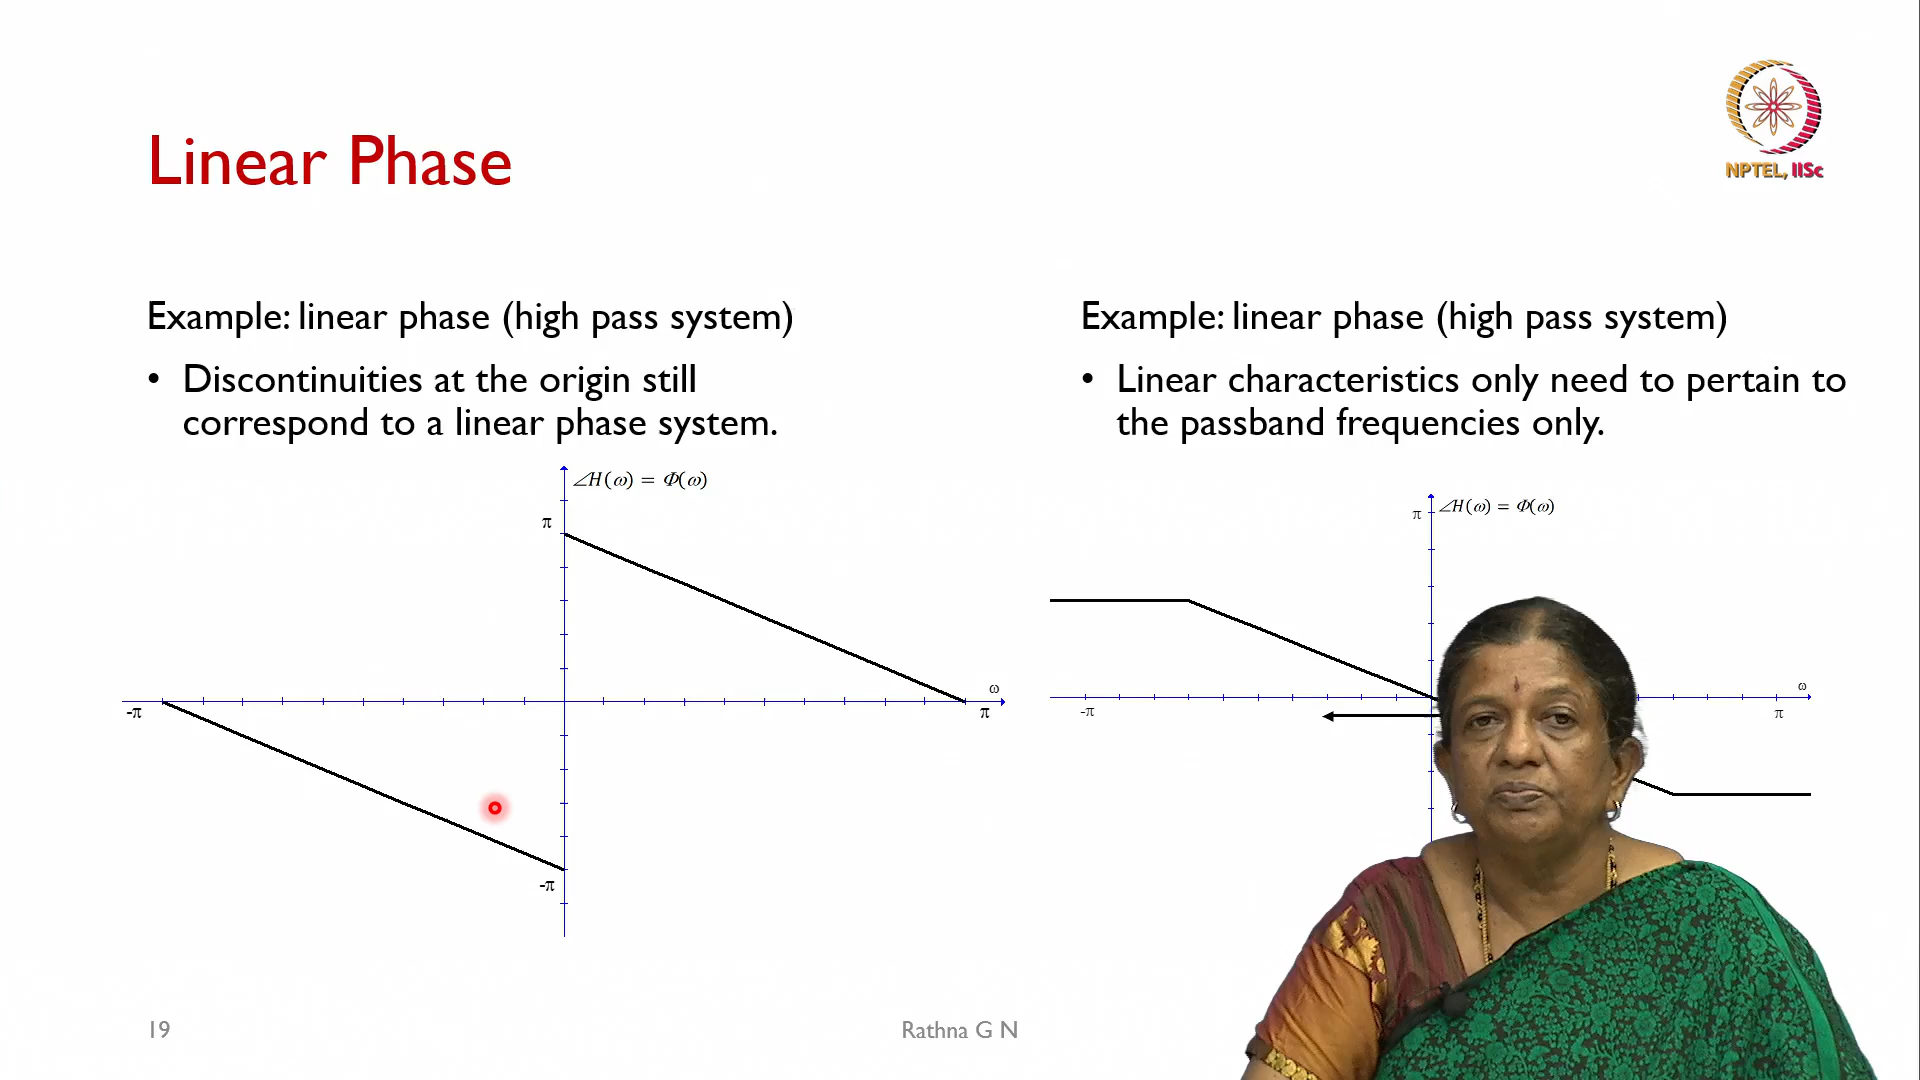 NPTEL, IISc
Linear Phase
Example: linear phase (high pass system)
• Discontinuities at the origin still
correspond to a linear phase system.
∠H(ω) = Φ(ω)
π
ω
-π
π
-π
Example: linear phase (high pass system)
• Linear characteristics only need to pertain to
the passband frequencies only.
∠H(ω) = Φ(ω)
π
ω
-π
π
19
Rathna G N